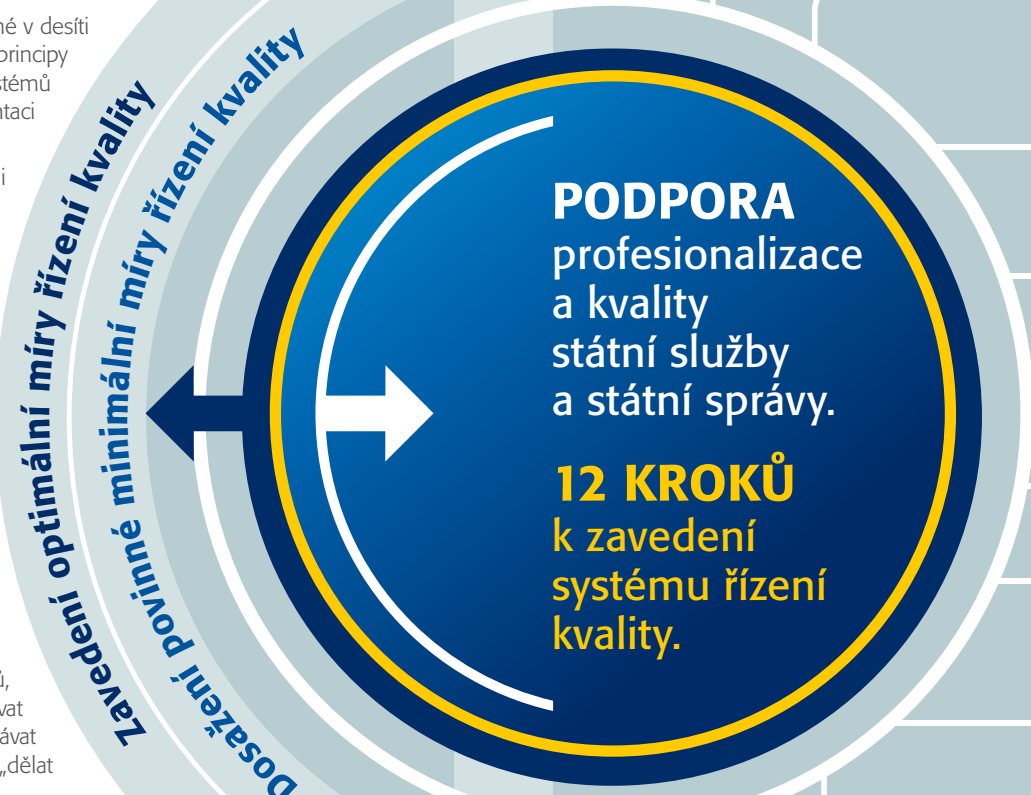 né v desíti
principy
stémů
ntaci
i
ů,
vat
ávat
„dělat
Zavedení optimální míry řízení kvality
Dosažení povinné minimální míry řízení kvality
PODPORA
profesionalizace
a kvality
státní služby
a státní správy.
12 KROKŮ
k zavedení
systému řízení
kvality.